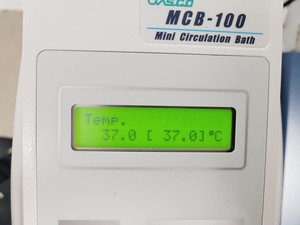 MCB-100
Mini Circulation Bath
Temp.
37.0 [ 37.0]°C